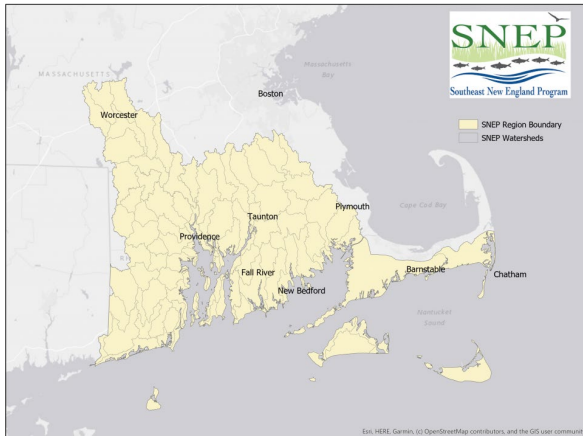 SNEP
Southeast New England Program
SNEP Region Boundary
SNEP Watersheds
MASSACHUSETTS
Massachusetts
Bay
Boston
Worcester
Plymouth
Cape Cod Bay
Taunton
Providence
Fall River
Barnstable
Chatham
New Bedford
Nantucket
Sound
Esri, HERE, Garmin, (c) OpenStreetMap contributors, and the GIS user communit